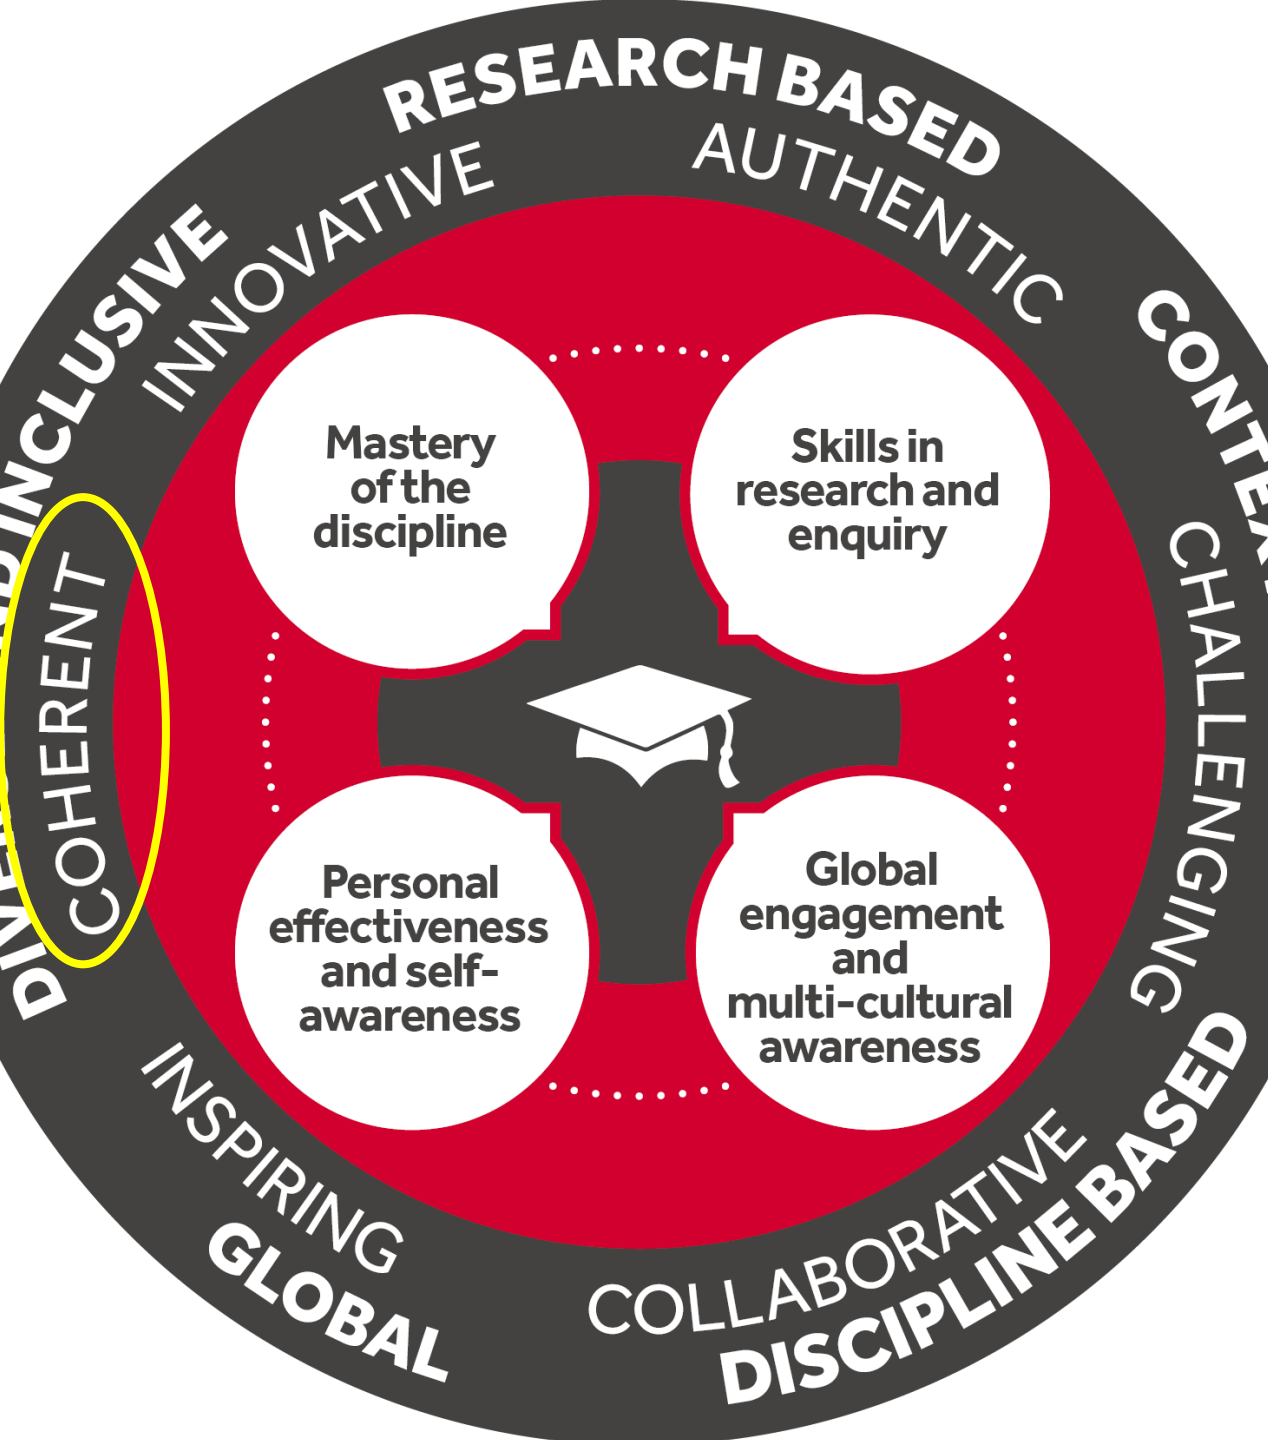 RESEARCH BASED
INNOVATIVE
AUTHENTIC
INCLUSIVE
COHERENT
CHALLENGING
Mastery
of the
discipline
Skills in
research and
enquiry
Personal
effectiveness
and self-
awareness
Global
engagement
and
multi-cultural
awareness
INSPIRING
GLOBAL
COLLABORATIVE
DISCIPLINE BASED